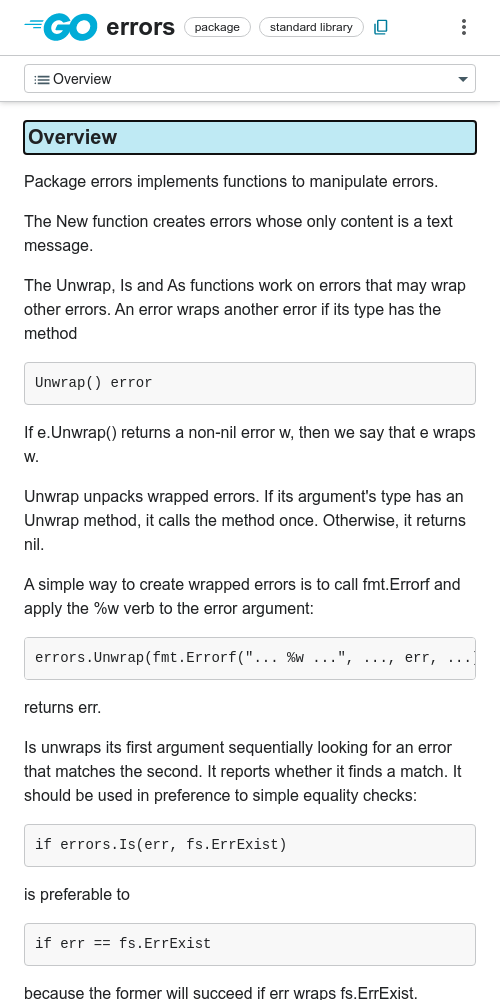 GO errors package standard library
Overview
Overview
Package errors implements functions to manipulate errors.
The New function creates errors whose only content is a text
message.
The Unwrap, Is and As functions work on errors that may wrap
other errors. An error wraps another error if its type has the
method
Unwrap() error
If e.Unwrap() returns a non-nil error w, then we say that e wraps
w.
Unwrap unpacks wrapped errors. If its argument's type has an
Unwrap method, it calls the method once. Otherwise, it returns
nil.
A simple way to create wrapped errors is to call fmt.Errorf and
apply the %w verb to the error argument:
errors.Unwrap(fmt.Errorf("... %w ...", ..., err, ...
returns err.
Is unwraps its first argument sequentially looking for an error
that matches the second. It reports whether it finds a match. It
should be used in preference to simple equality checks:
if errors.Is(err, fs.ErrExist)
is preferable to
if err == fs.ErrExist
because the former will succeed if err wraps fs.ErrExist.